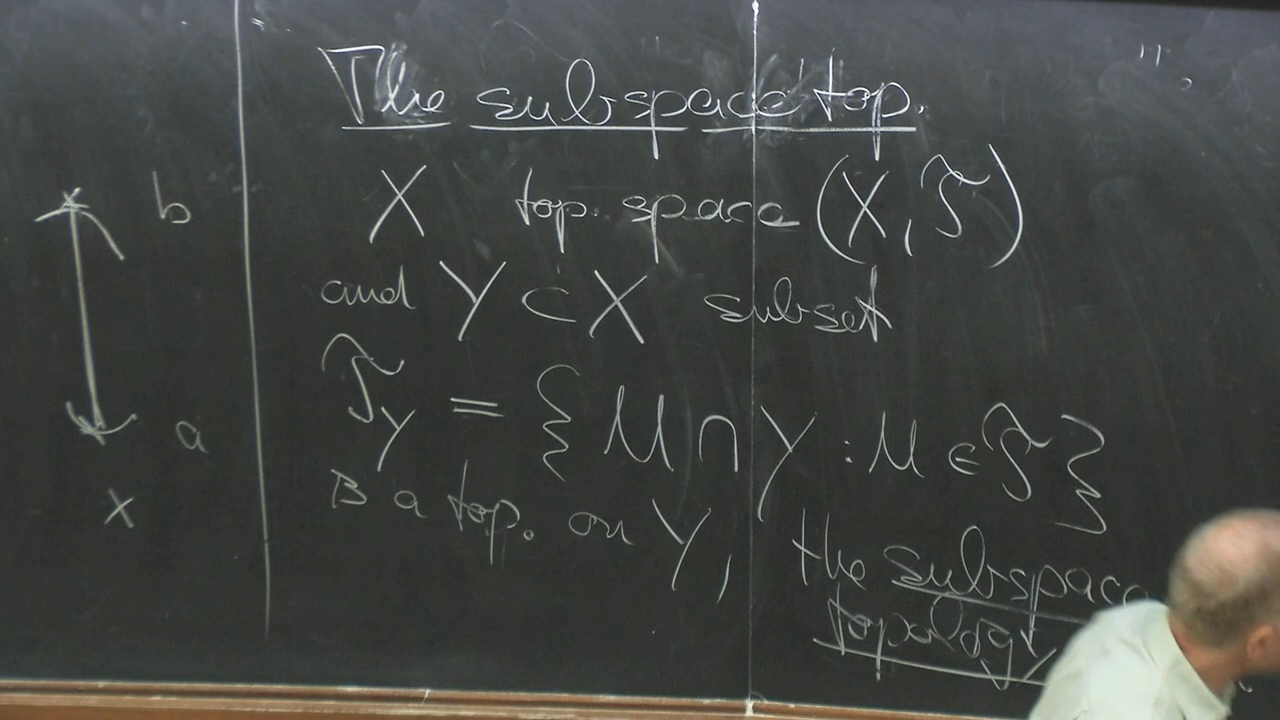 The subspace top.
X top. space (X, 𝒯)
and Y ⊂ X subset
𝒯_Y = { U ∩ Y : U ∈ 𝒯 }
is a top. on Y, the subspace
topology
b
a
x